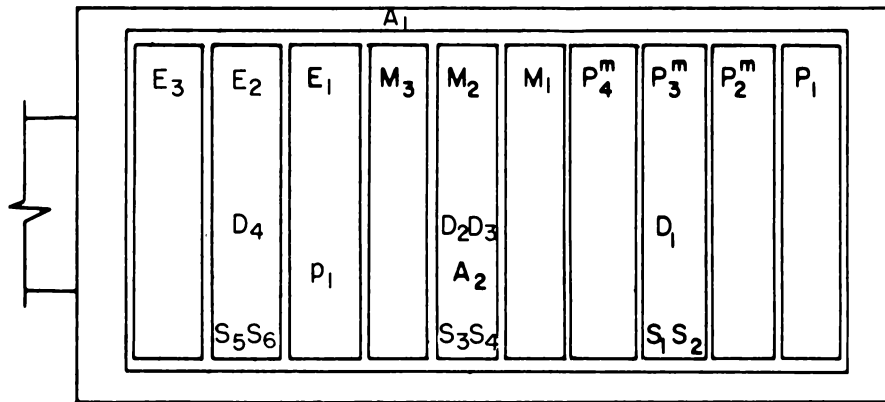 A₁
E₃ E₂ E₁ M₃ M₂ M₁ P₄ᵐ P₃ᵐ P₂ᵐ P₁
D₄ D₂D₃ D₁
p₁ A₂
S₅S₆ S₃S₄ S₁S₂